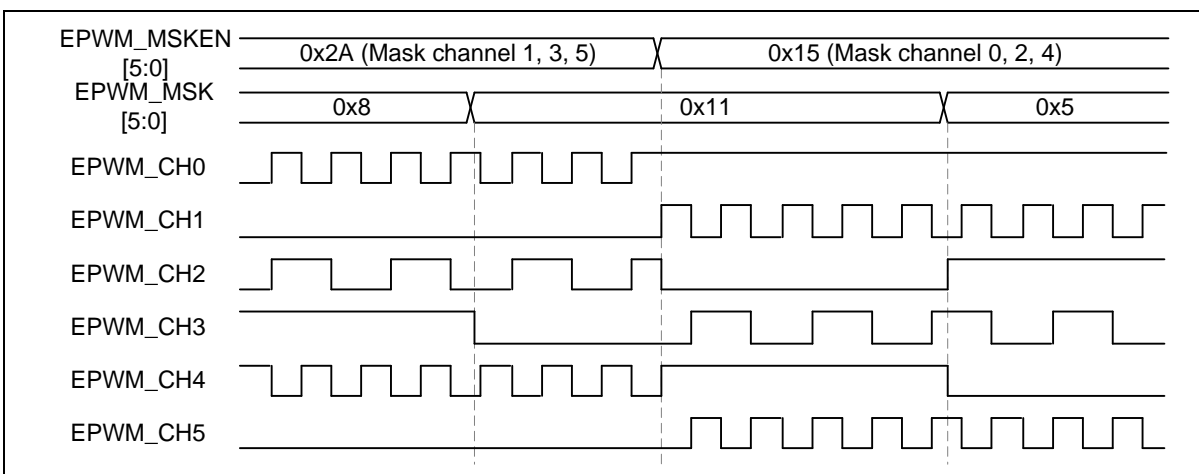 EPWM_MSKEN
[5:0]
0x2A (Mask channel 1, 3, 5)
0x15 (Mask channel 0, 2, 4)
EPWM_MSK
[5:0]
0x8
0x11
0x5
EPWM_CH0
EPWM_CH1
EPWM_CH2
EPWM_CH3
EPWM_CH4
EPWM_CH5